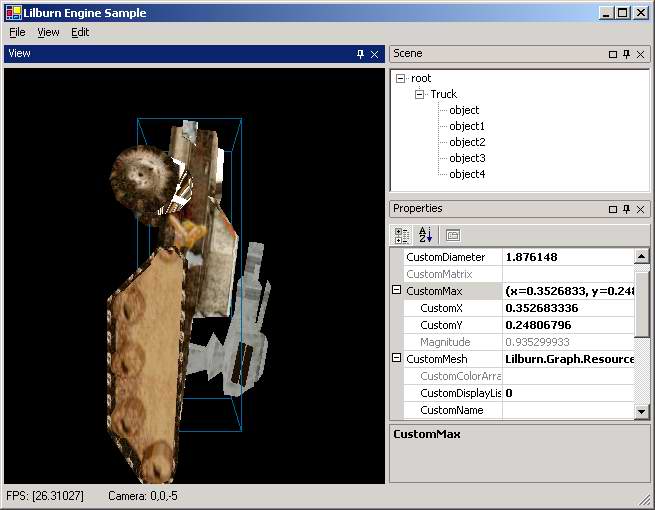 Lilburn Engine Sample
File View Edit
View
Scene
root
Truck
object
object1
object2
object3
object4
Properties
CustomDiameter 1.876148
CustomMatrix
CustomMax (x=0.3526833, y=0.248
CustomX 0.352683336
CustomY 0.24806796
Magnitude 0.935299933
CustomMesh Lilburn.Graph.Resource
CustomColorArra
CustomDisplayLis 0
CustomName
CustomMax
FPS: [26.31027] Camera: 0,0,-5